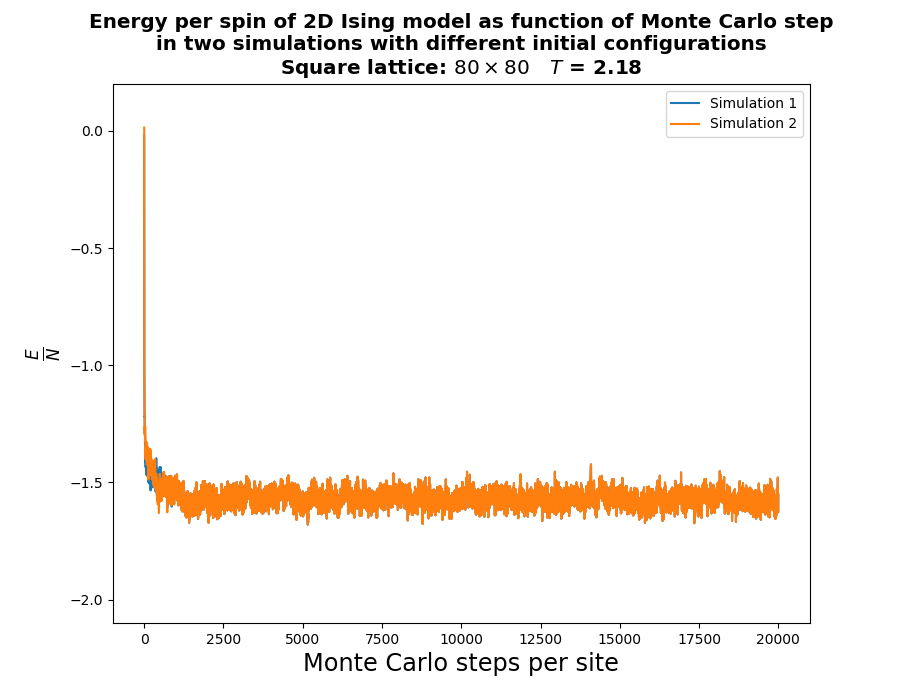 Energy per spin of 2D Ising model as function of Monte Carlo step
in two simulations with different initial configurations
Square lattice: 80 × 80 T = 2.18
Simulation 1
Simulation 2
0.0
−0.5
−1.0
−1.5
−2.0
E
N
0 2500 5000 7500 10000 12500 15000 17500 20000
Monte Carlo steps per site